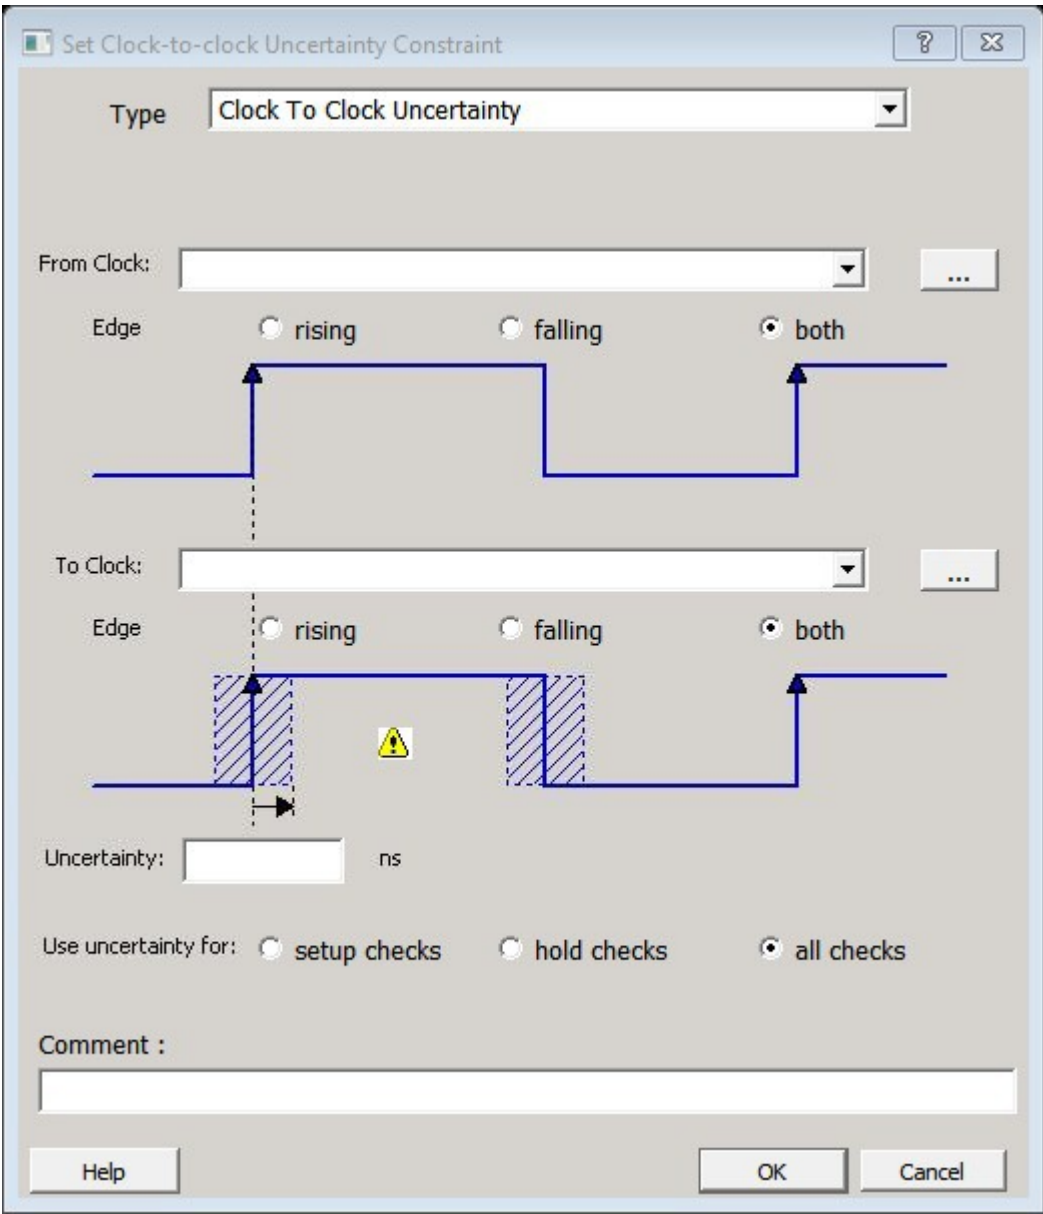 Set Clock-to-clock Uncertainty Constraint
Type Clock To Clock Uncertainty
From Clock: ...
Edge rising falling both
To Clock: ...
Edge rising falling both
Uncertainty: ns
Use uncertainty for: setup checks hold checks all checks
Comment :
Help OK Cancel